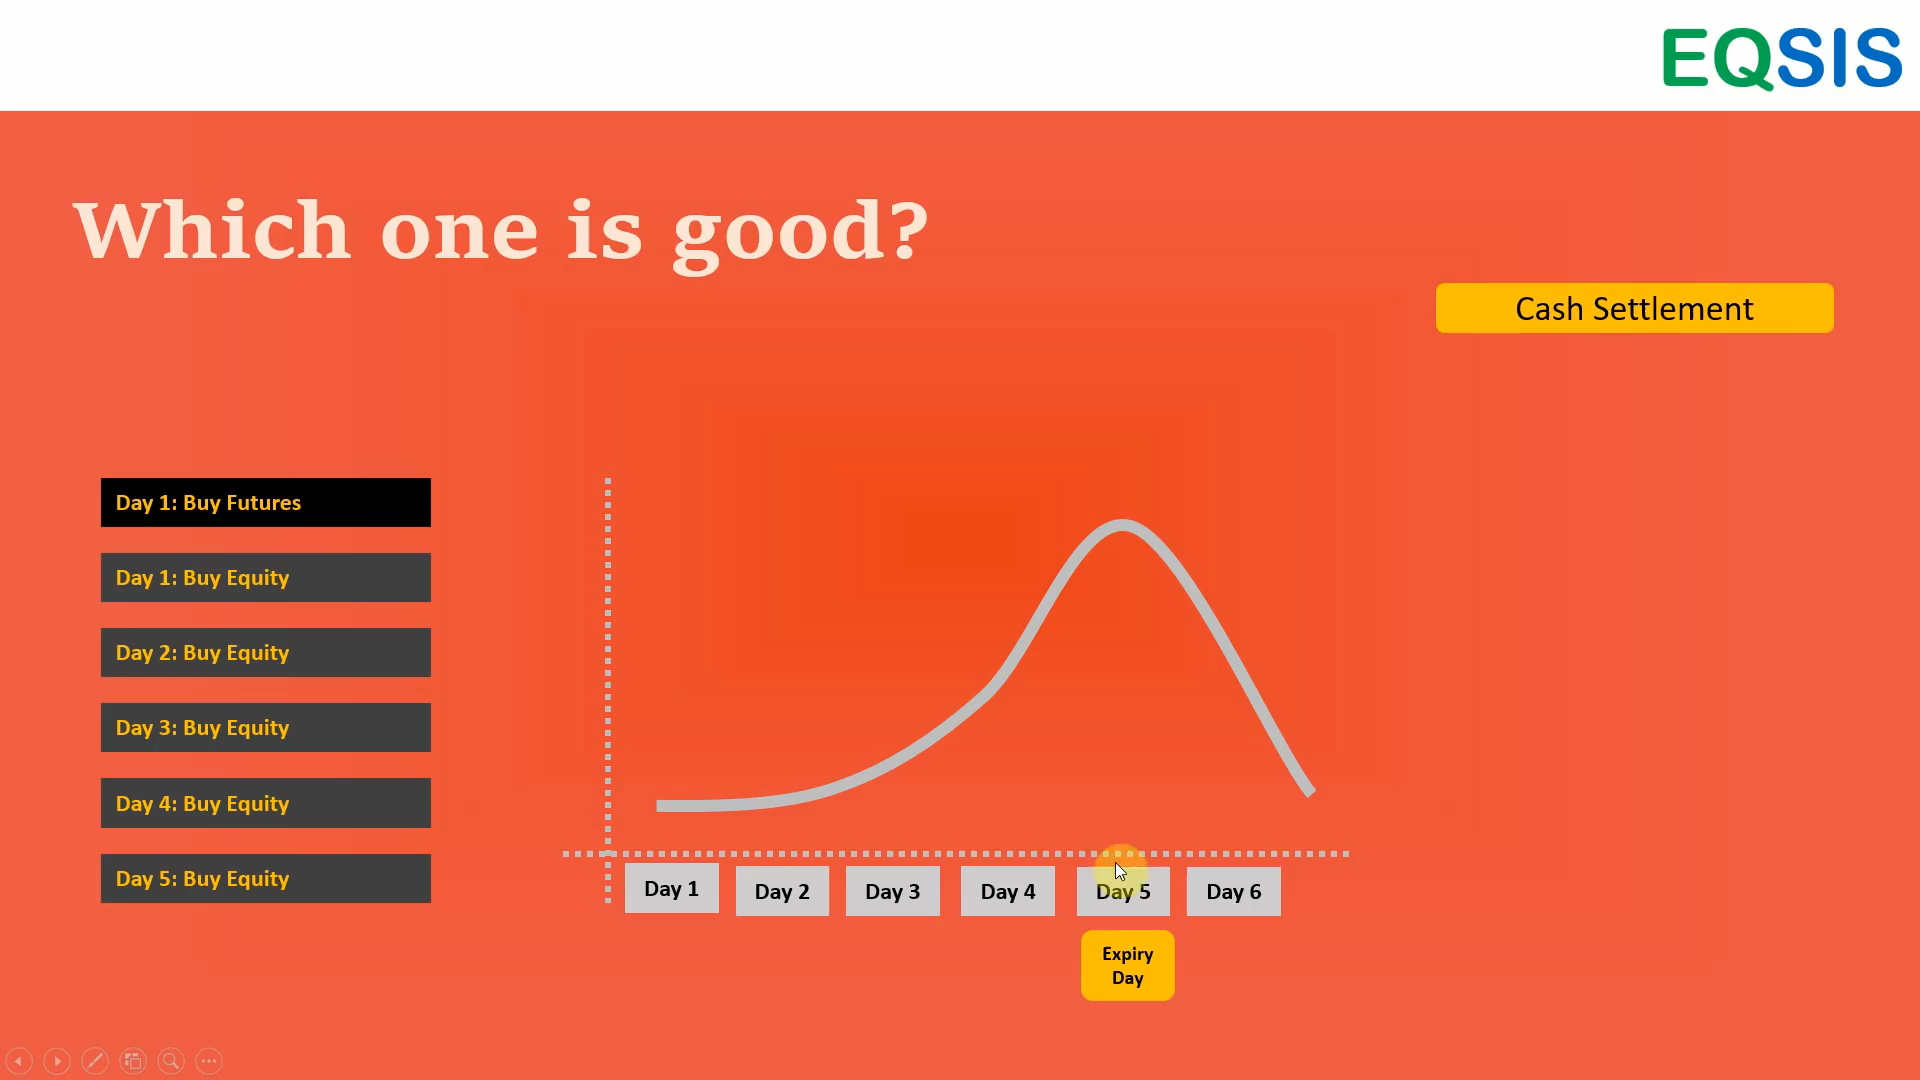 EQSIS
Which one is good?
Cash Settlement
Day 1: Buy Futures
Day 1: Buy Equity
Day 2: Buy Equity
Day 3: Buy Equity
Day 4: Buy Equity
Day 5: Buy Equity
Day 1
Day 2
Day 3
Day 4
Day 5
Day 6
Expiry
Day